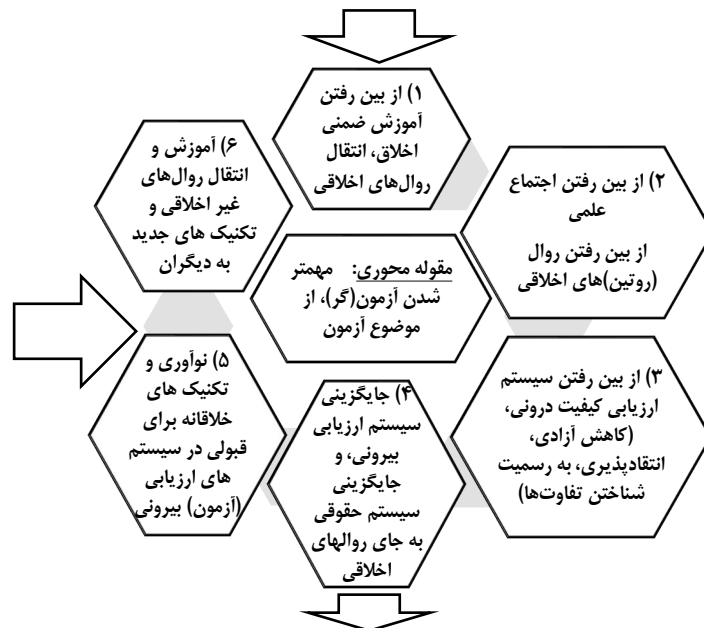 ۱) از بین رفتن
آموزش ضمنی
اخلاق، انتقال
روال‌های اخلاقی
۲) از بین رفتن اجتماع
علمی
از بین رفتن روال
(روتین)های اخلاقی
۳) از بین رفتن سیستم
ارزیابی کیفیت درونی،
(کاهش آزادی،
انتقادپذیری، به رسمیت
شناختن تفاوت‌ها)
۴) جایگزینی
سیستم ارزیابی
بیرونی، و
جایگزینی
سیستم حقوقی
به جای روالهای
اخلاقی
۵) نوآوری و
تکنیک های
خلاقانه برای
قبولی در سیستم
های ارزیابی
(آزمون) بیرونی
۶) آموزش و
انتقال روال‌های
غیر اخلاقی و
تکنیک های جدید
به دیگران
مقوله محوری: مهمتر
شدن آزمون(گر)، از
موضوع آزمون